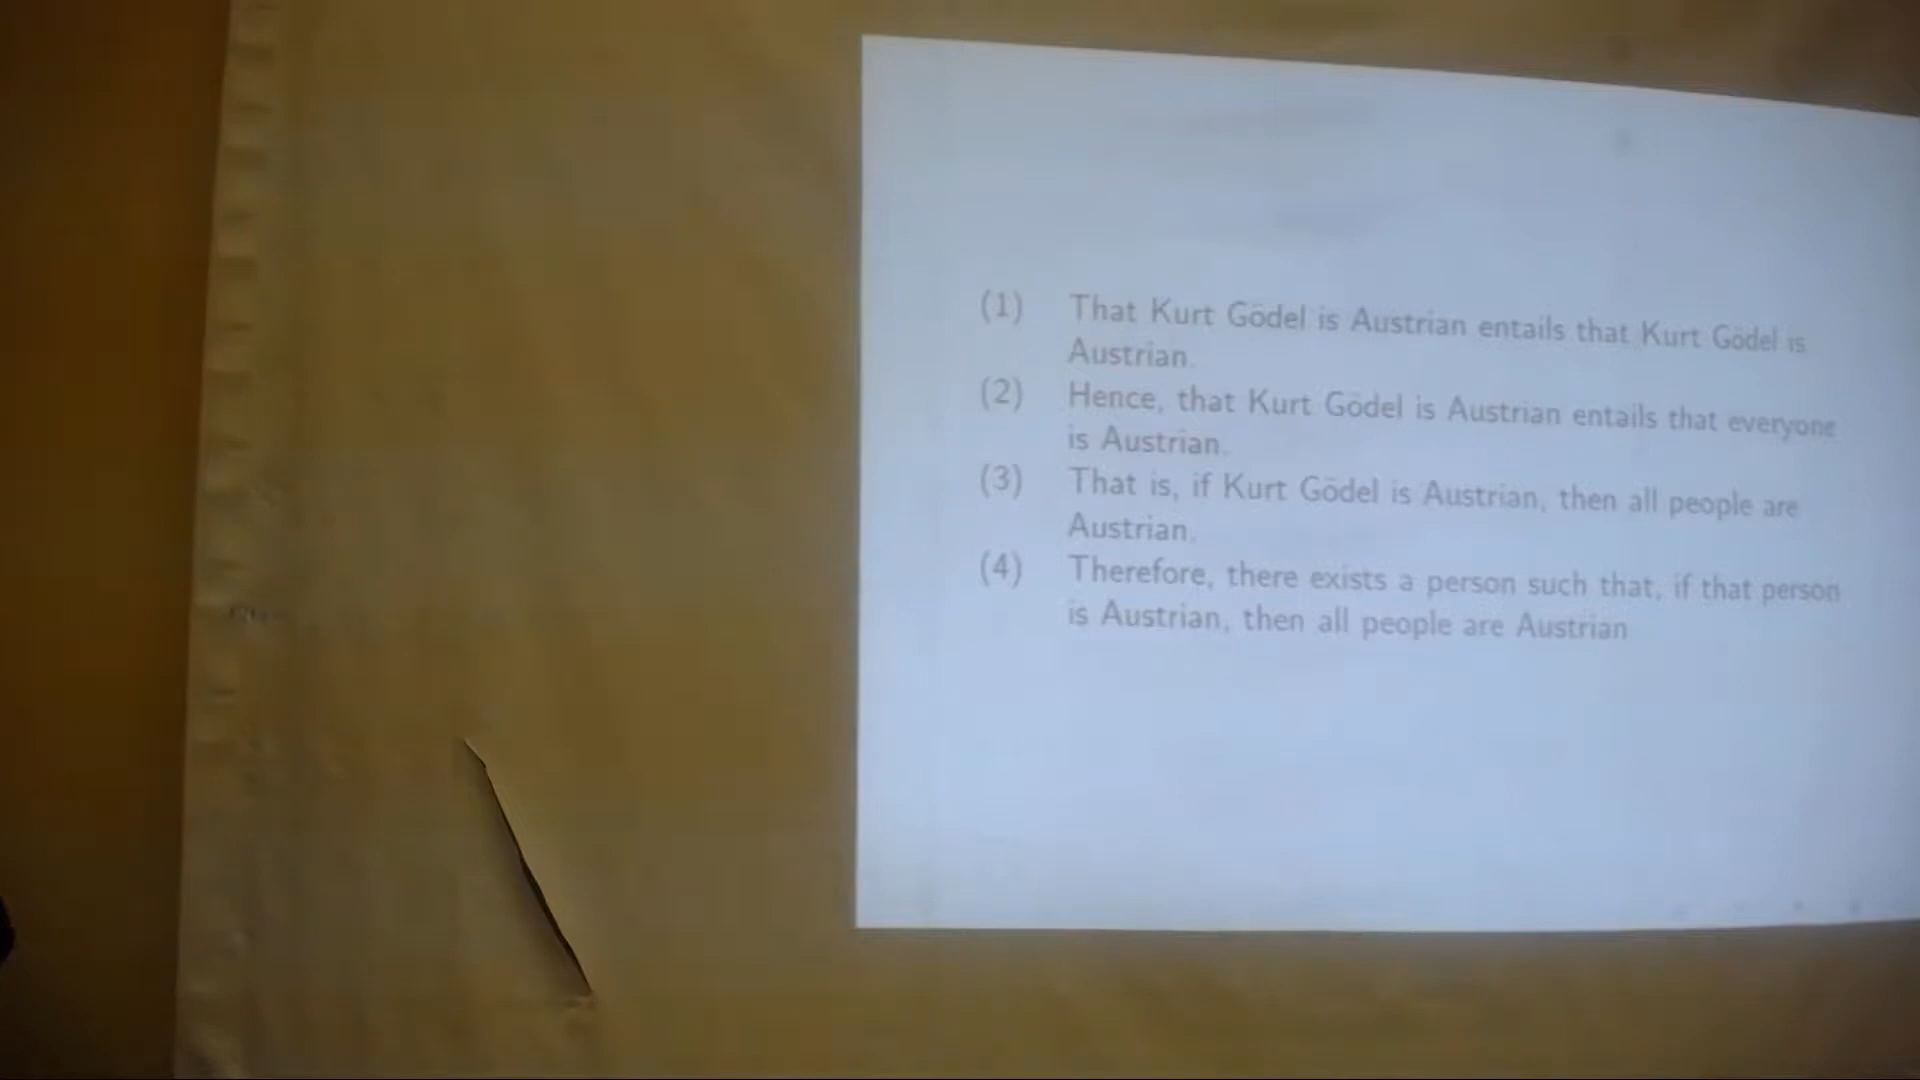 (1) That Kurt Gödel is Austrian entails that Kurt Gödel is
Austrian.
(2) Hence, that Kurt Gödel is Austrian entails that everyone
is Austrian.
(3) That is, if Kurt Gödel is Austrian, then all people are
Austrian.
(4) Therefore, there exists a person such that, if that person
is Austrian, then all people are Austrian